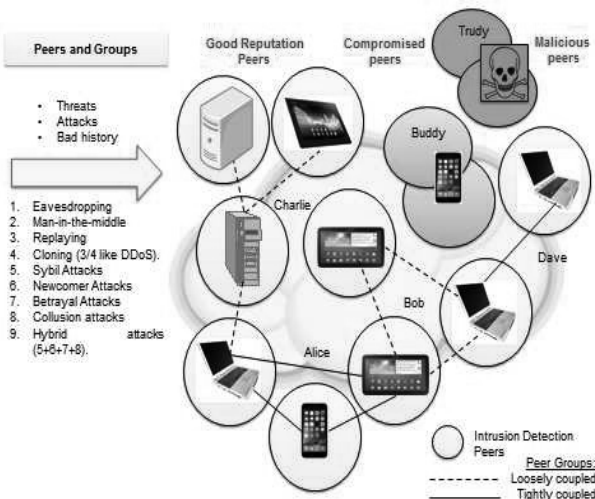 Peers and Groups
• Threats
• Attacks
• Bad history
1. Eavesdropping
2. Man-in-the-middle
3. Replaying
4. Cloning (3/4 like DDoS).
5. Sybil Attacks
6. Newcomer Attacks
7. Betrayal Attacks
8. Collusion attacks
9. Hybrid attacks
(5+6+7+8).
Good Reputation
Peers
Compromised
peers
Trudy
Malicious
peers
Buddy
Charlie
Dave
Bob
Alice
Intrusion Detection
Peers
Peer Groups:
Loosely coupled
Tightly coupled